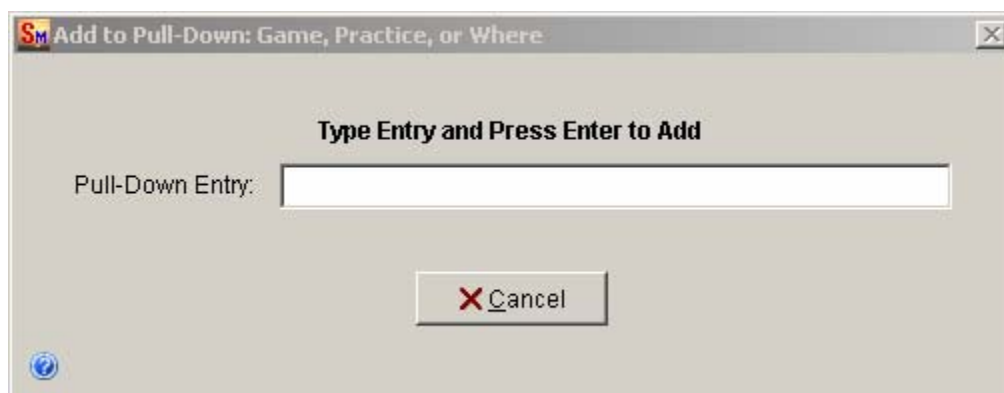 SM Add to Pull-Down: Game, Practice, or Where
Type Entry and Press Enter to Add
Pull-Down Entry:
Cancel